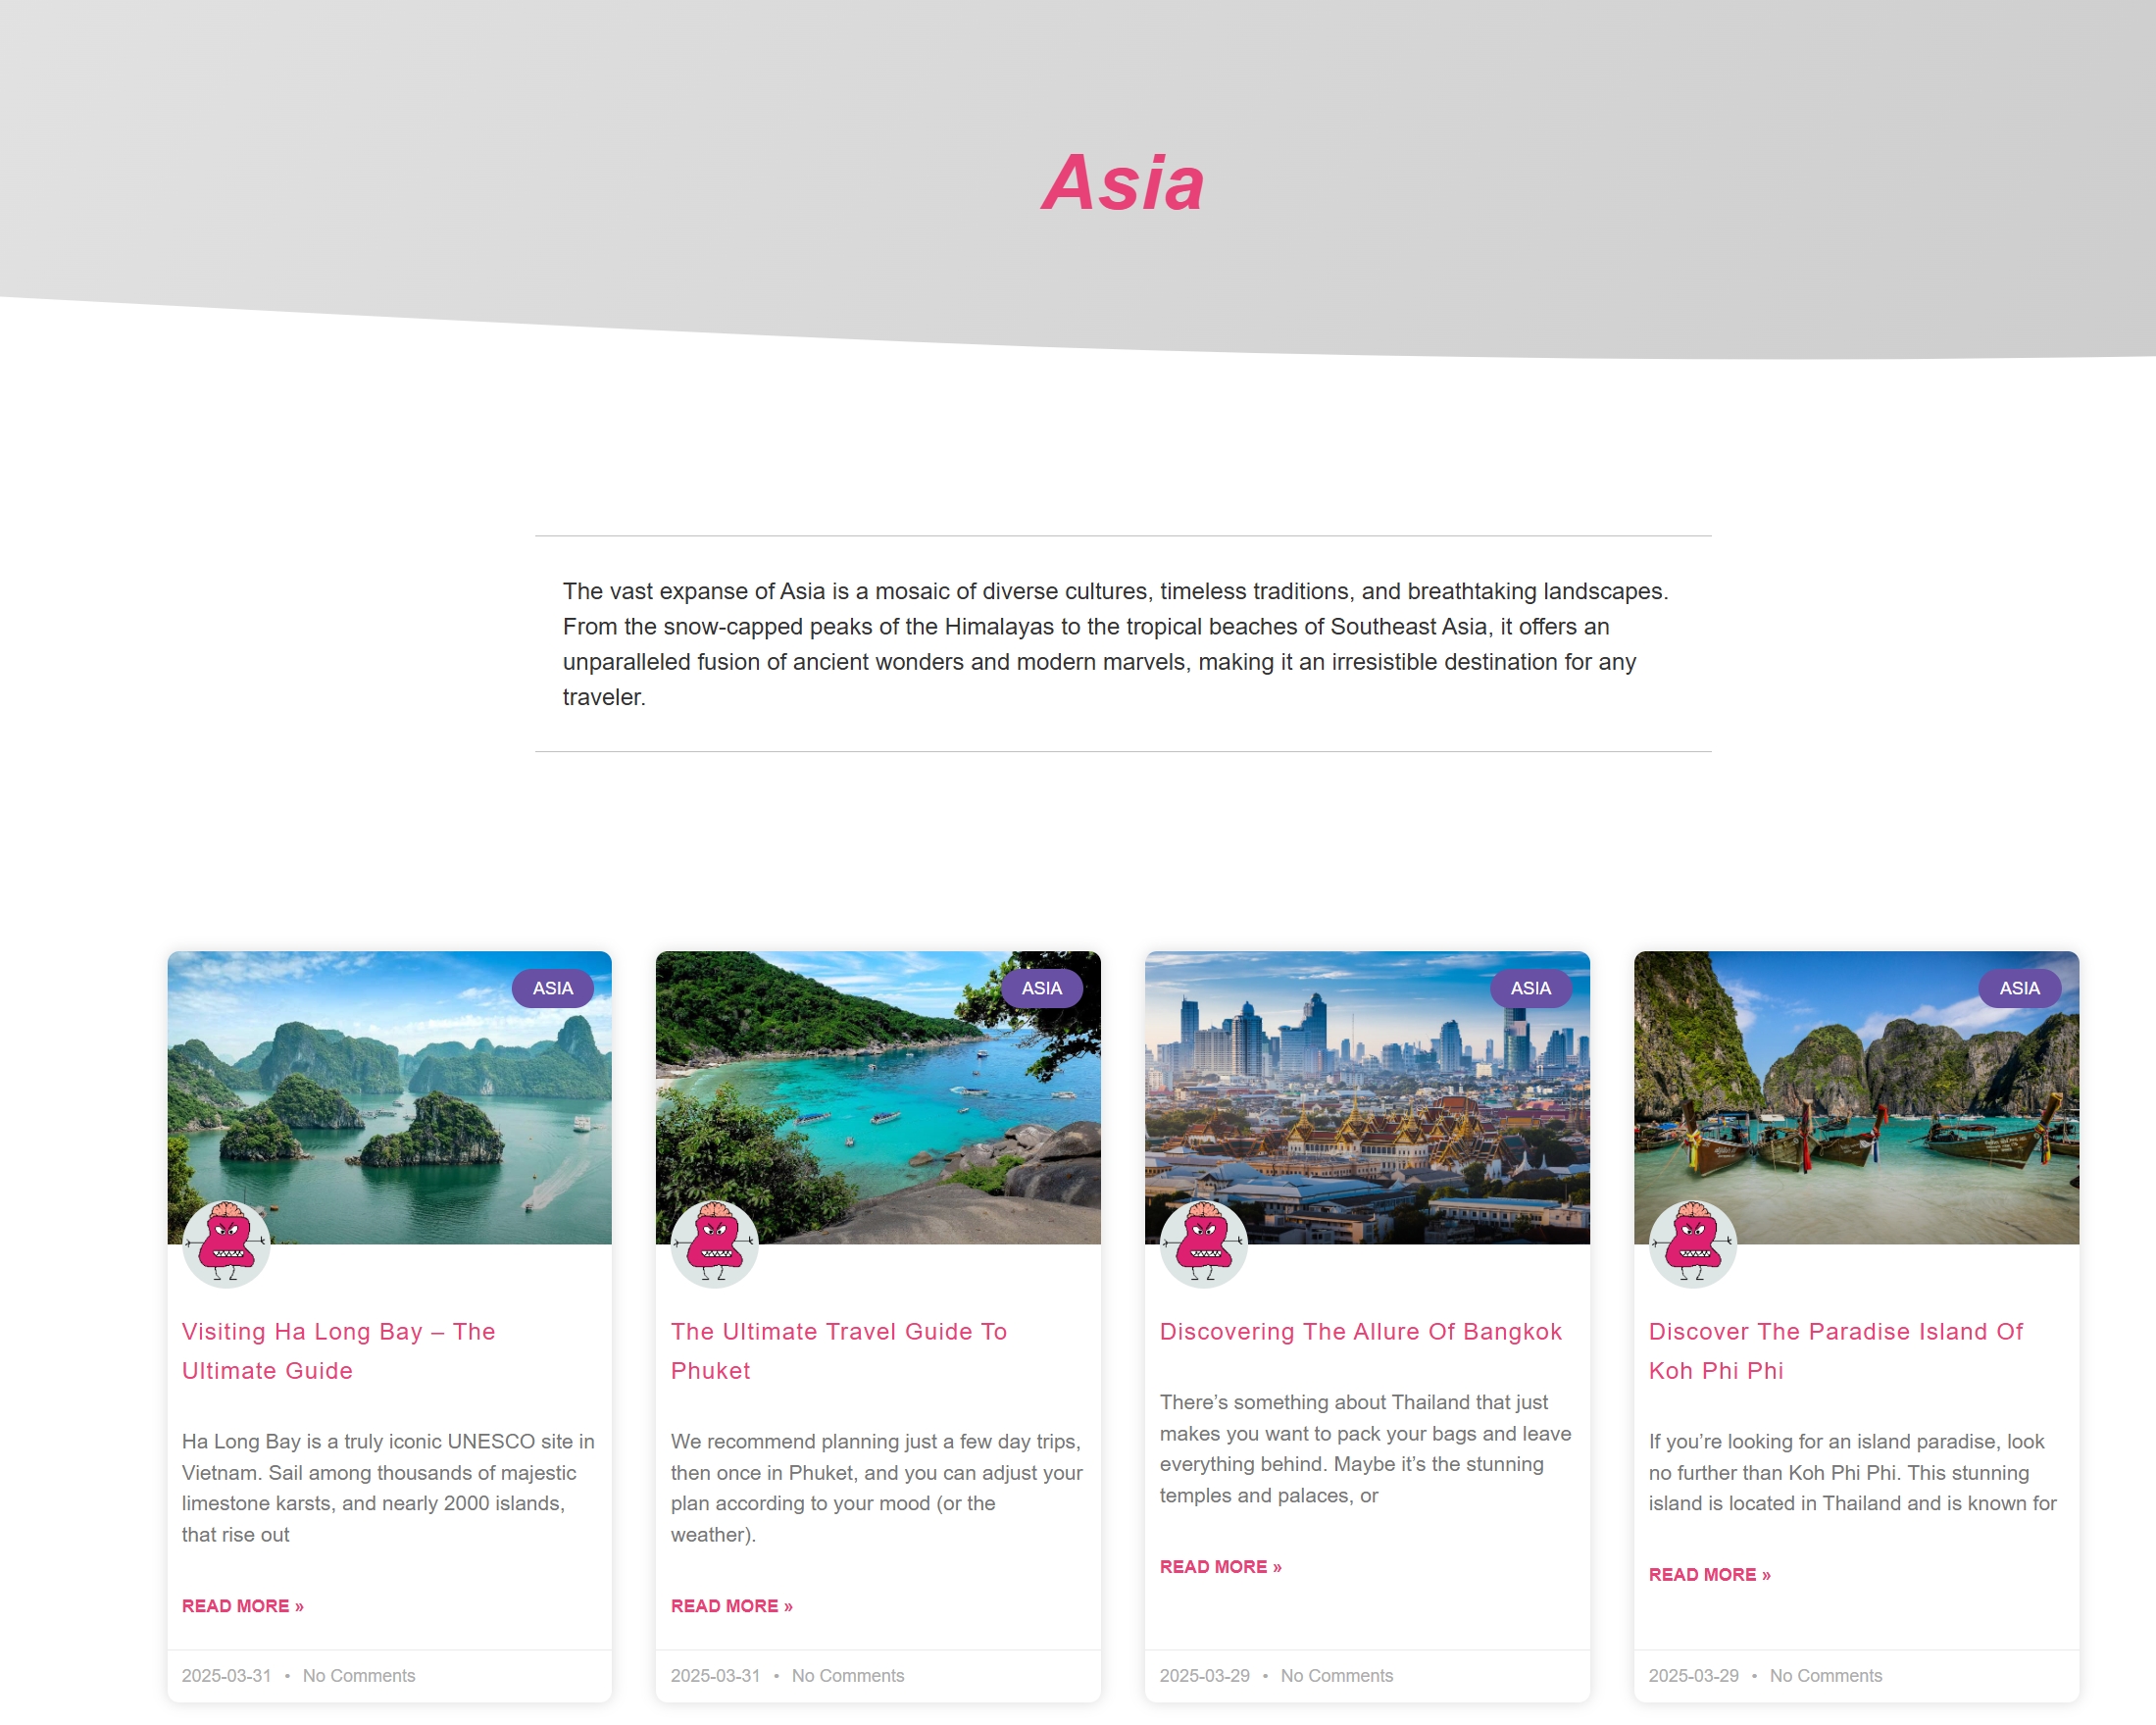 Asia
The vast expanse of Asia is a mosaic of diverse cultures, timeless traditions, and breathtaking landscapes.
From the snow-capped peaks of the Himalayas to the tropical beaches of Southeast Asia, it offers an
unparalleled fusion of ancient wonders and modern marvels, making it an irresistible destination for any
traveler.
ASIA
Visiting Ha Long Bay – The
Ultimate Guide
Ha Long Bay is a truly iconic UNESCO site in
Vietnam. Sail among thousands of majestic
limestone karsts, and nearly 2000 islands,
that rise out
READ MORE »
2025-03-31 • No Comments
ASIA
The Ultimate Travel Guide To
Phuket
We recommend planning just a few day trips,
then once in Phuket, and you can adjust your
plan according to your mood (or the
weather).
READ MORE »
2025-03-31 • No Comments
ASIA
Discovering The Allure Of Bangkok
There’s something about Thailand that just
makes you want to pack your bags and leave
everything behind. Maybe it’s the stunning
temples and palaces, or
READ MORE »
2025-03-29 • No Comments
ASIA
Discover The Paradise Island Of
Koh Phi Phi
If you’re looking for an island paradise, look
no further than Koh Phi Phi. This stunning
island is located in Thailand and is known for
READ MORE »
2025-03-29 • No Comments